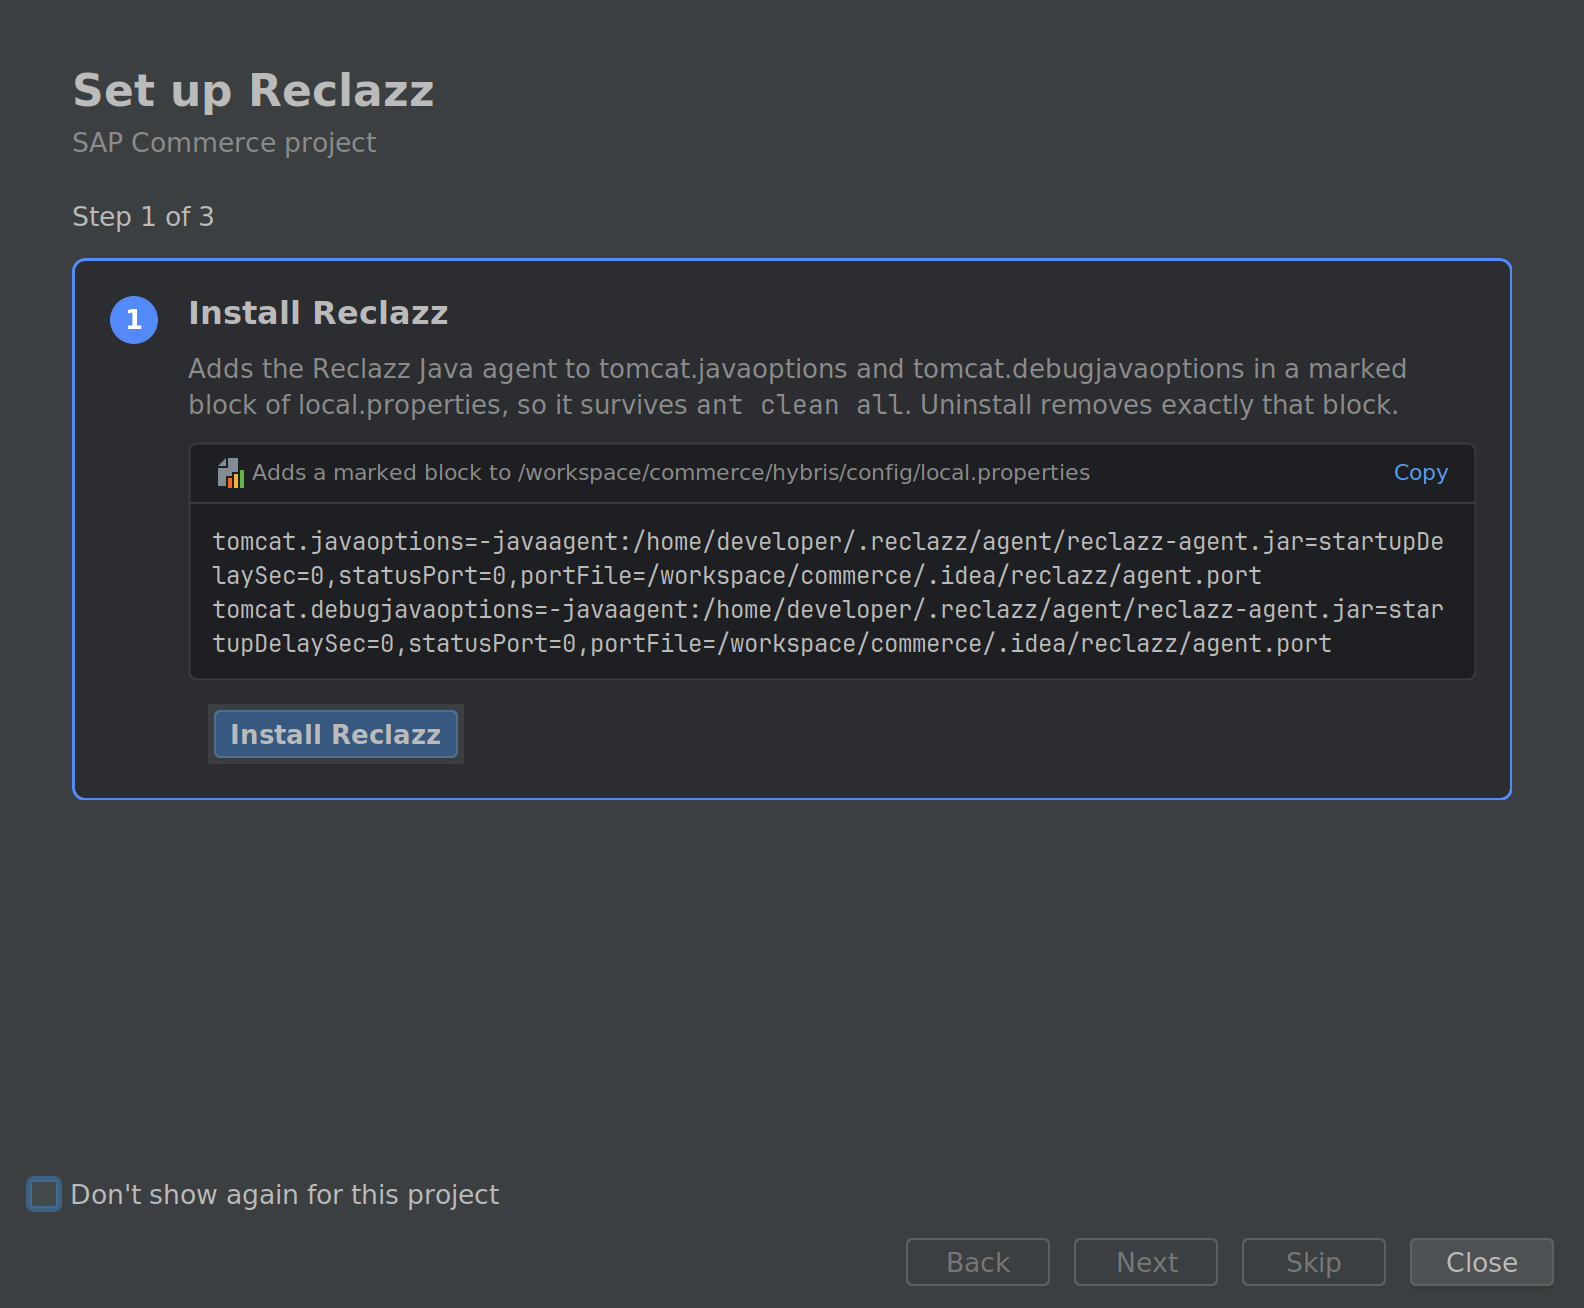 Set up Reclazz
SAP Commerce project
Step 1 of 3
1
Install Reclazz
Adds the Reclazz Java agent to tomcat.javaoptions and tomcat.debugjavaoptions in a marked
block of local.properties, so it survives ant clean all. Uninstall removes exactly that block.
Adds a marked block to /workspace/commerce/hybris/config/local.properties
Copy
tomcat.javaoptions=-javaagent:/home/developer/.reclazz/agent/reclazz-agent.jar=startupDe
laySec=0,statusPort=0,portFile=/workspace/commerce/.idea/reclazz/agent.port
tomcat.debugjavaoptions=-javaagent:/home/developer/.reclazz/agent/reclazz-agent.jar=star
tupDelaySec=0,statusPort=0,portFile=/workspace/commerce/.idea/reclazz/agent.port
Install Reclazz
Don't show again for this project
Back
Next
Skip
Close